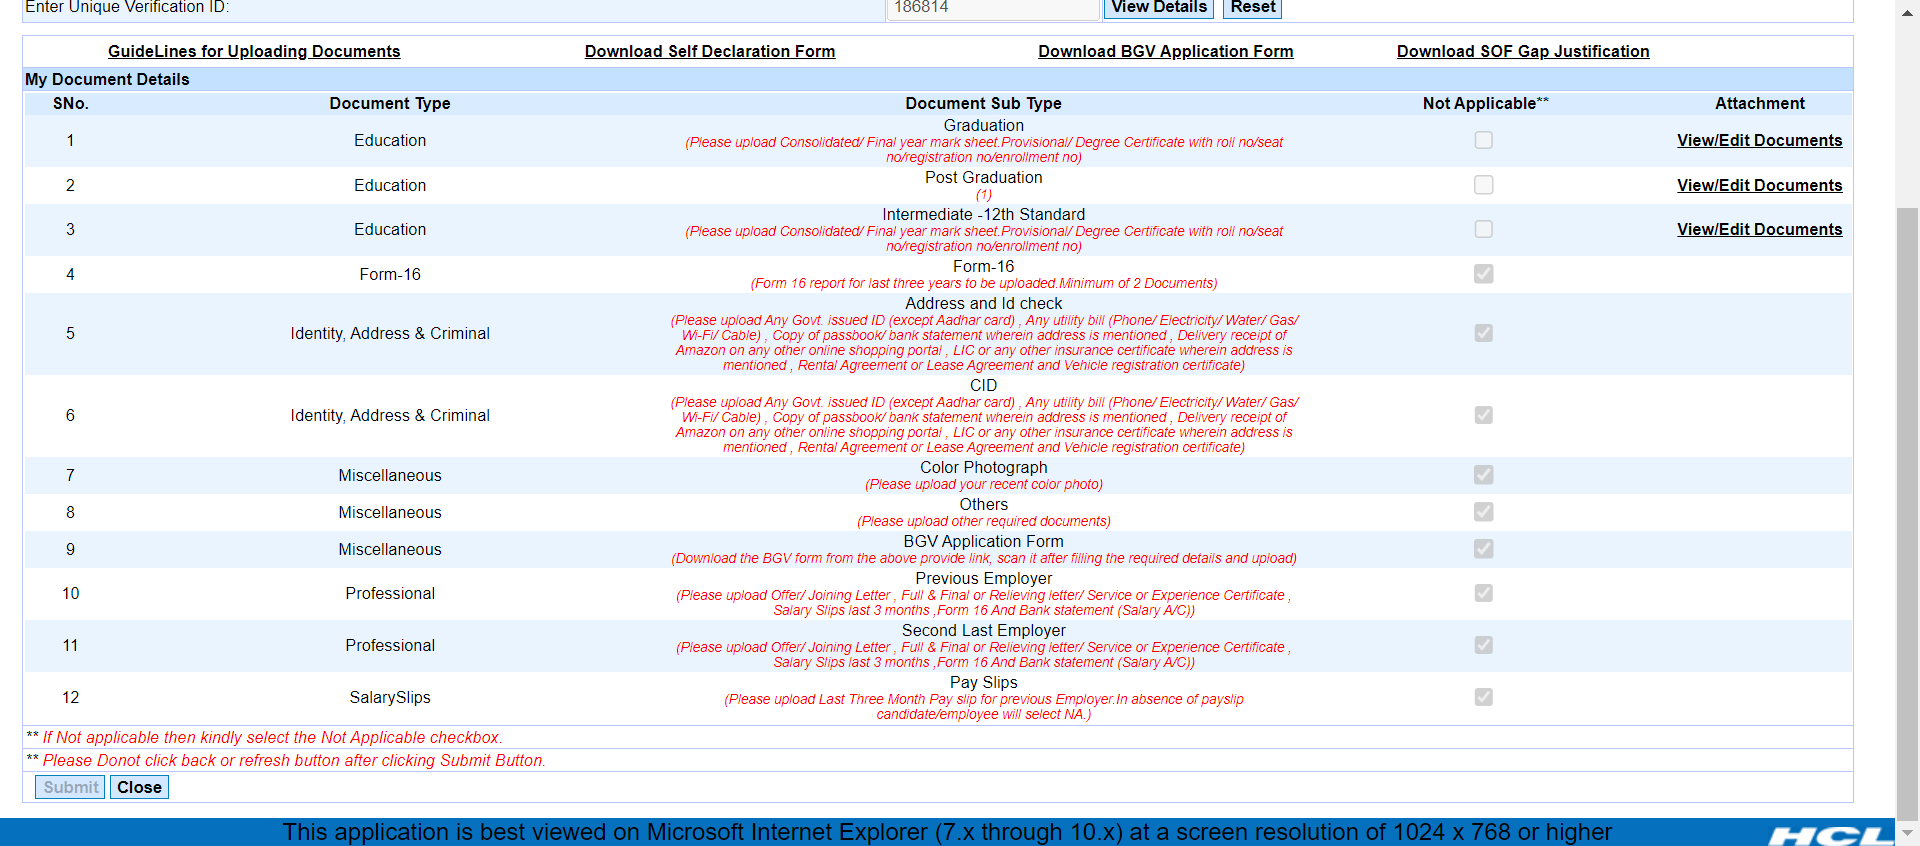 Enter Unique Verification ID: 186814 View Details Reset
GuideLines for Uploading Documents Download Self Declaration Form Download BGV Application Form Download SOF Gap Justification
My Document Details
SNo. Document Type Document Sub Type Not Applicable** Attachment
Graduation
1 Education (Please upload Consolidated/ Final year mark sheet.Provisional/ Degree Certificate with roll no/seat View/Edit Documents
no/registration no/enrollment no)
Post Graduation
2 Education View/Edit Documents
(1)
Intermediate -12th Standard
3 Education (Please upload Consolidated/ Final year mark sheet.Provisional/ Degree Certificate with roll no/seat View/Edit Documents
no/registration no/enrollment no)
Form-16
4 Form-16
(Form 16 report for last three years to be uploaded.Minimum of 2 Documents)
Address and Id check
(Please upload Any Govt. issued ID (except Aadhar card) , Any utility bill (Phone/ Electricity/ Water/ Gas/
5 Identity, Address & Criminal Wi-Fi/ Cable) , Copy of passbook/ bank statement wherein address is mentioned , Delivery receipt of
Amazon on any other online shopping portal , LIC or any other insurance certificate wherein address is
mentioned , Rental Agreement or Lease Agreement and Vehicle registration certificate)
CID
(Please upload Any Govt. issued ID (except Aadhar card) , Any utility bill (Phone/ Electricity/ Water/ Gas/
6 Identity, Address & Criminal Wi-Fi/ Cable) , Copy of passbook/ bank statement wherein address is mentioned , Delivery receipt of
Amazon on any other online shopping portal , LIC or any other insurance certificate wherein address is
mentioned , Rental Agreement or Lease Agreement and Vehicle registration certificate)
Color Photograph
7 Miscellaneous
(Please upload your recent color photo)
Others
8 Miscellaneous
(Please upload other required documents)
BGV Application Form
9 Miscellaneous
(Download the BGV form from the above provide link, scan it after filling the required details and upload)
Previous Employer
10 Professional (Please upload Offer/ Joining Letter , Full & Final or Relieving letter/ Service or Experience Certificate ,
Salary Slips last 3 months ,Form 16 And Bank statement (Salary A/C))
Second Last Employer
11 Professional (Please upload Offer/ Joining Letter , Full & Final or Relieving letter/ Service or Experience Certificate ,
Salary Slips last 3 months ,Form 16 And Bank statement (Salary A/C))
Pay Slips
12 SalarySlips (Please upload Last Three Month Pay slip for previous Employer.In absence of payslip
candidate/employee will select NA.)
** If Not applicable then kindly select the Not Applicable checkbox.
** Please Donot click back or refresh button after clicking Submit Button.
Submit Close
This application is best viewed on Microsoft Internet Explorer (7.x through 10.x) at a screen resolution of 1024 x 768 or higher HCL